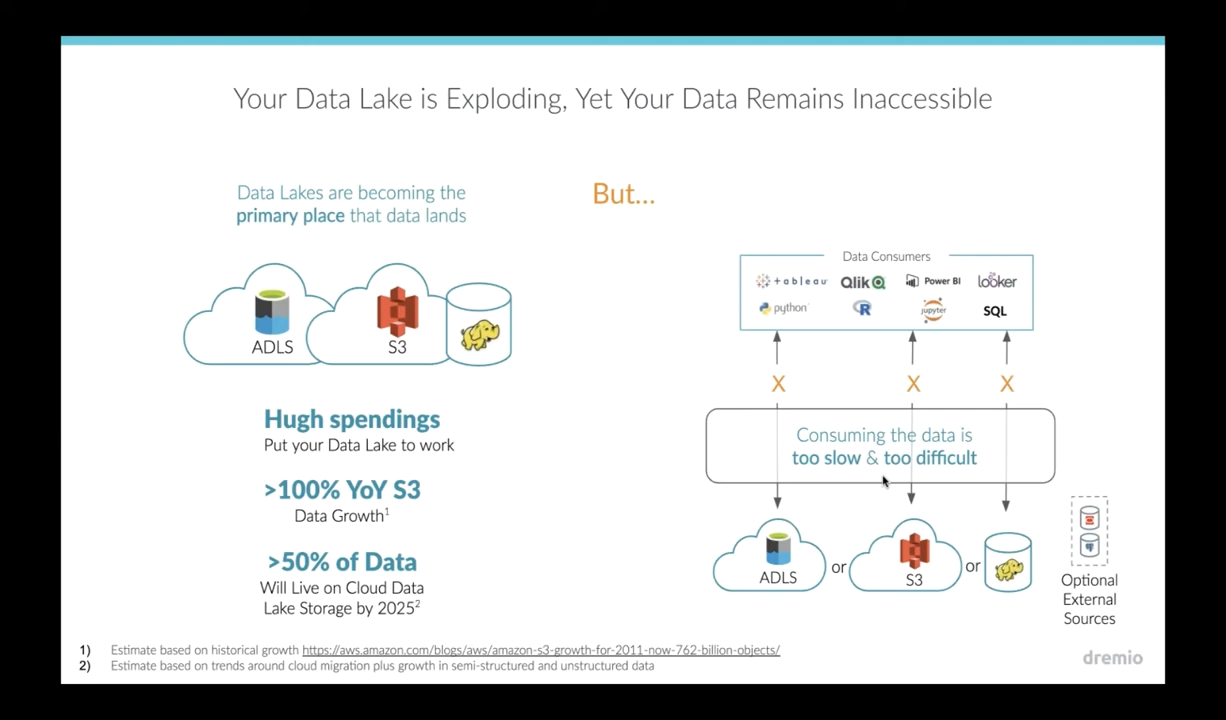 Your Data Lake is Exploding, Yet Your Data Remains Inaccessible
Data Lakes are becoming the
primary place that data lands
ADLS
S3
Hugh spendings
Put your Data Lake to work
>100% YoY S3
Data Growth1
>50% of Data
Will Live on Cloud Data
Lake Storage by 20252
But...
Data Consumers
+ableau
Qlik
Power BI
looker
python
R
jupyter
SQL
X
X
X
Consuming the data is
too slow & too difficult
ADLS
or
S3
or
Optional
External
Sources
1) Estimate based on historical growth https://aws.amazon.com/blogs/aws/amazon-s3-growth-for-2011-now-762-billion-objects/
2) Estimate based on trends around cloud migration plus growth in semi-structured and unstructured data
dremio